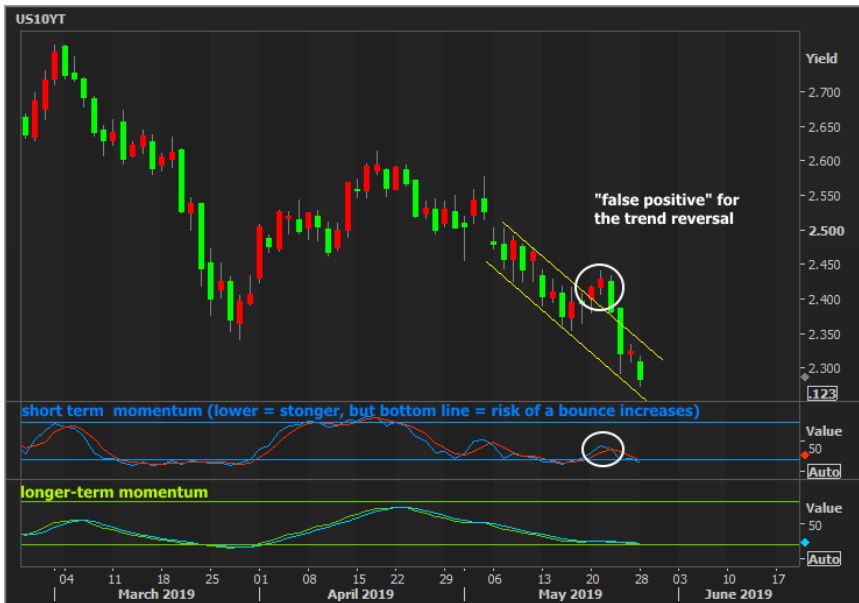 US10YT
Yield
2.700
2.650
2.600
2.550
2.500
2.450
2.400
2.350
2.300
.123
"false positive" for
the trend reversal
short term momentum (lower = stonger, but bottom line = risk of a bounce increases)
Value
50
Auto
longer-term momentum
Value
50
Auto
04 11 18 25 01 08 15 22 29 06 13 20 28 03 10 17
March 2019 April 2019 May 2019 June 2019